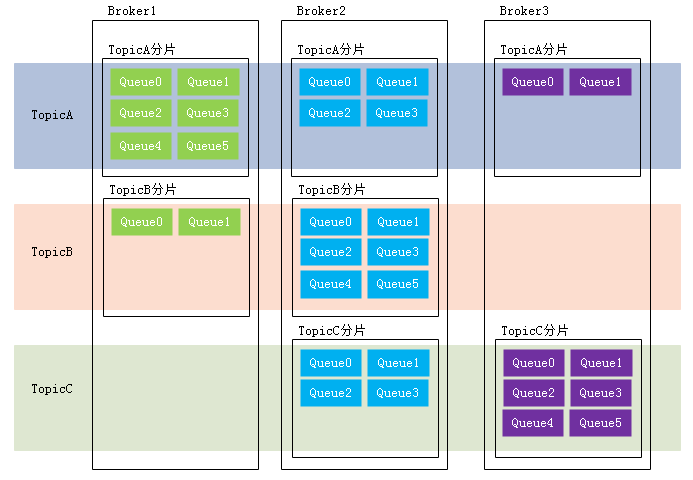 Broker1 Broker2 Broker3
TopicA分片 TopicA分片 TopicA分片
Queue0 Queue1 Queue0 Queue1 Queue0 Queue1
TopicA Queue2 Queue3 Queue2 Queue3
Queue4 Queue5
TopicB分片 TopicB分片
Queue0 Queue1 Queue0 Queue1
TopicB Queue2 Queue3
Queue4 Queue5
TopicC分片 TopicC分片
Queue0 Queue1 Queue0 Queue1
TopicC Queue2 Queue3 Queue2 Queue3
Queue4 Queue5